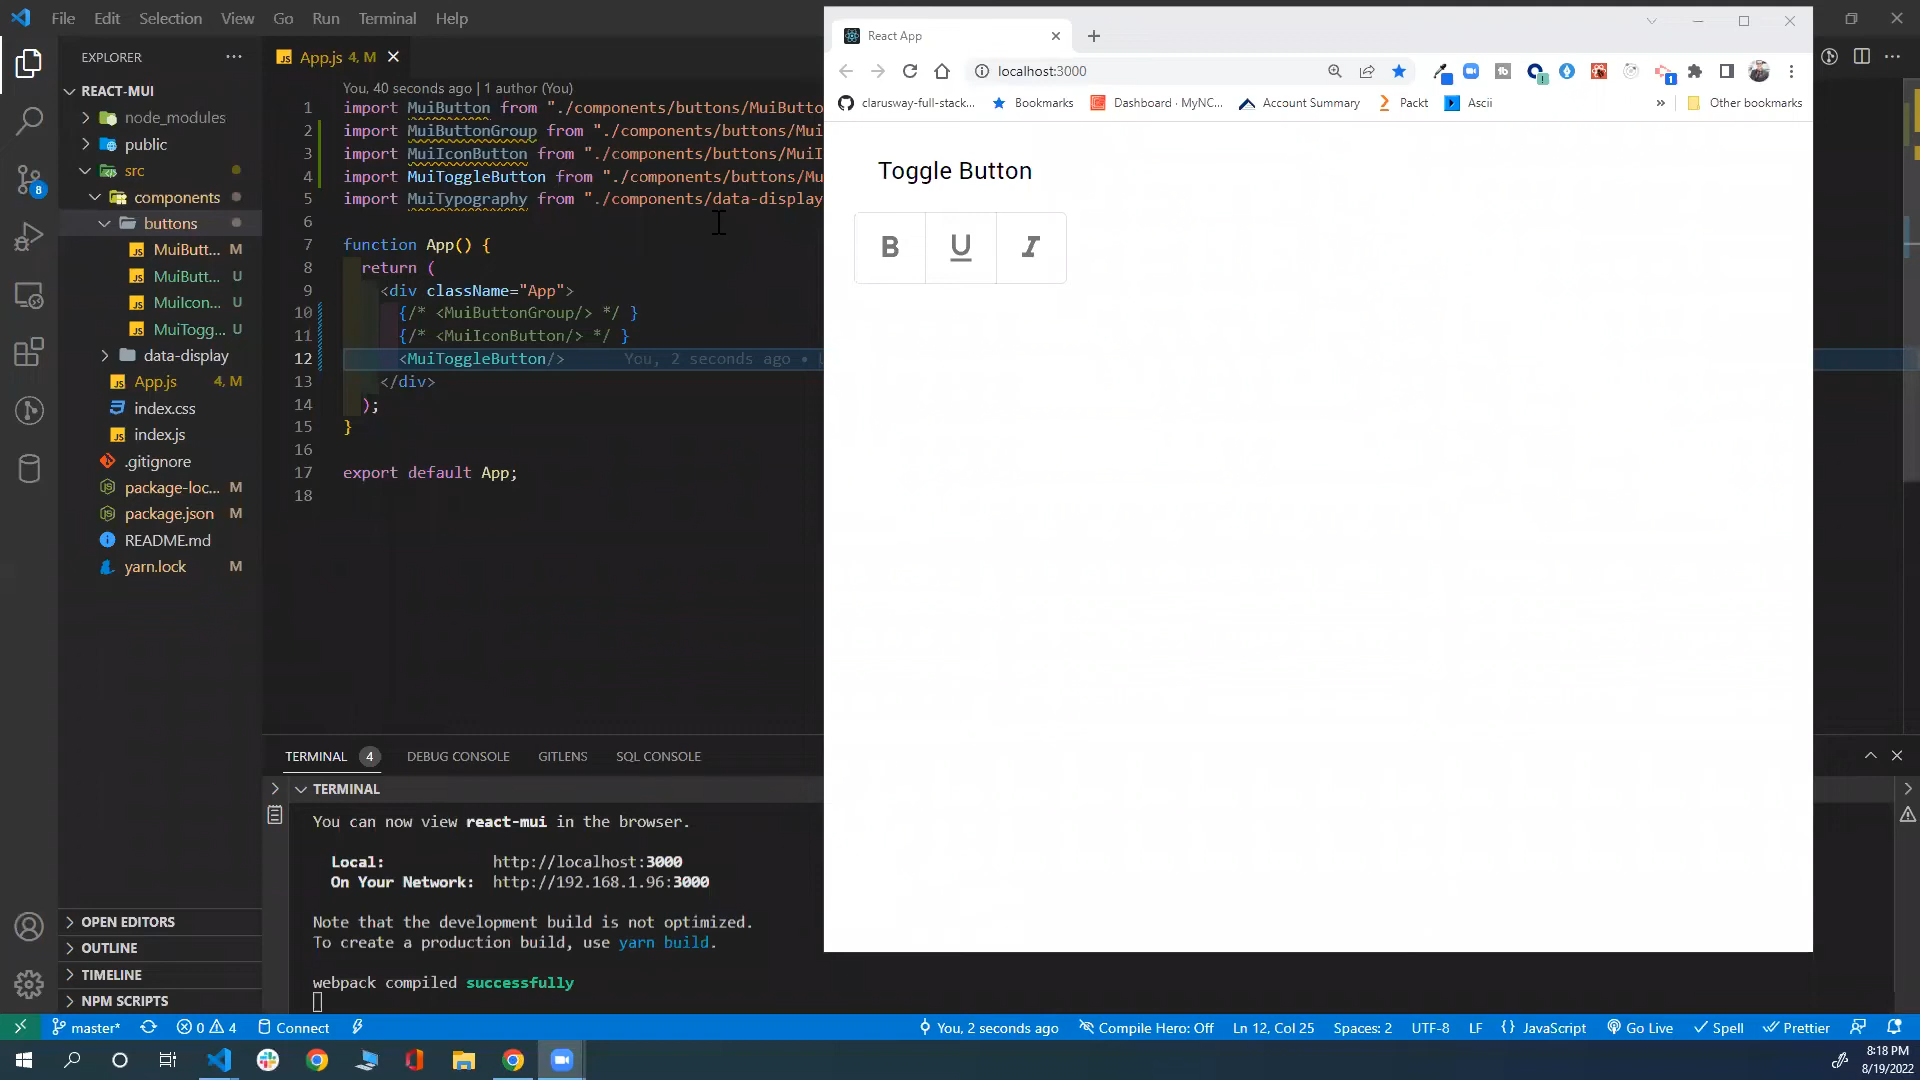 File Edit Selection View Go Run Terminal Help
EXPLORER
REACT-MUI
node_modules
public
src
components
buttons
MuiButt... M
MuiButt... U
MuiIcon... U
MuiTogg... U
data-display
App.js 4, M
index.css
index.js
.gitignore
package-loc... M
package.json M
README.md
yarn.lock M
OPEN EDITORS
OUTLINE
TIMELINE
NPM SCRIPTS
8
App.js 4, M
You, 40 seconds ago | 1 author (You)
1 import MuiButton from "./components/buttons/MuiButto
2 import MuiButtonGroup from "./components/buttons/Mui
3 import MuiIconButton from "./components/buttons/MuiI
4 import MuiToggleButton from "./components/buttons/Mu
5 import MuiTypography from "./components/data-display
6
7 function App() {
8 return (
9 <div className="App">
10 {/* <MuiButtonGroup/> */ }
11 {/* <MuiIconButton/> */ }
12 <MuiToggleButton/> You, 2 seconds ago •
13 </div>
14 );
15 }
16
17 export default App;
18
TERMINAL 4 DEBUG CONSOLE GITLENS SQL CONSOLE
TERMINAL
You can now view react-mui in the browser.
Local: http://localhost:3000
On Your Network: http://192.168.1.96:3000
Note that the development build is not optimized.
To create a production build, use yarn build.
webpack compiled successfully
React App
localhost:3000
1
clarusway-full-stack... Bookmarks Dashboard - MyNC... Account Summary Packt Ascii » Other bookmarks
Toggle Button
B U I
master* 0 4 Connect You, 2 seconds ago Compile Hero: Off Ln 12, Col 25 Spaces: 2 UTF-8 LF {} JavaScript Go Live Spell Prettier
8:18 PM
8/19/2022